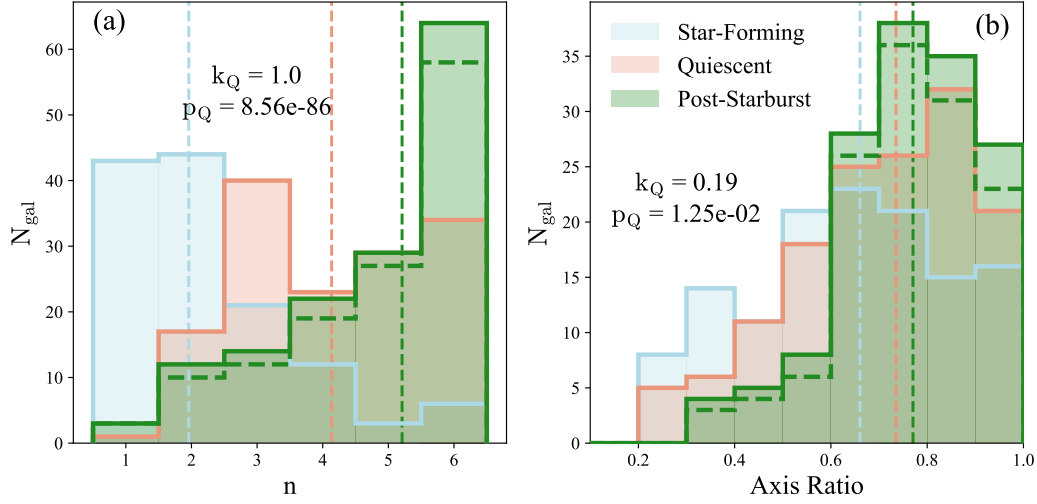 (a)
k_Q = 1.0
p_Q = 8.56e-86
N_gal
60
50
40
30
20
10
0
1 2 3 4 5 6
n
(b)
Star-Forming
Quiescent
Post-Starburst
k_Q = 0.19
p_Q = 1.25e-02
N_gal
35
30
25
20
15
10
5
0
0.2 0.4 0.6 0.8 1.0
Axis Ratio